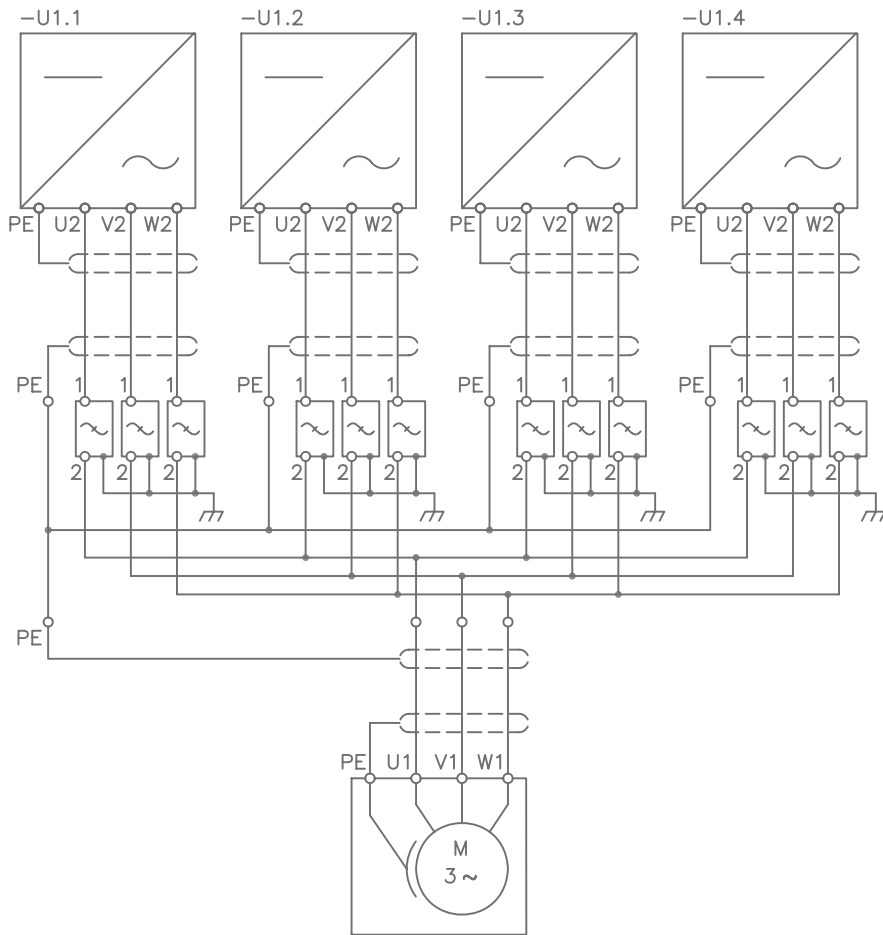 -U1.1 -U1.2 -U1.3 -U1.4
PE U2 V2 W2 PE U2 V2 W2 PE U2 V2 W2 PE U2 V2 W2
PE 1 1 1 PE 1 1 1 PE 1 1 1 PE 1 1 1
2 2 2 2 2 2 2 2 2 2 2 2
PE
PE U1 V1 W1
M
3~